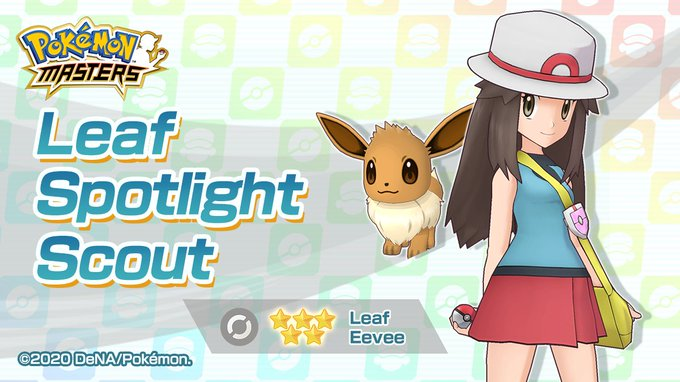 POKÉMON
MASTERS
Leaf
Spotlight
Scout
Leaf
Eevee
©2020 DeNA/Pokémon.